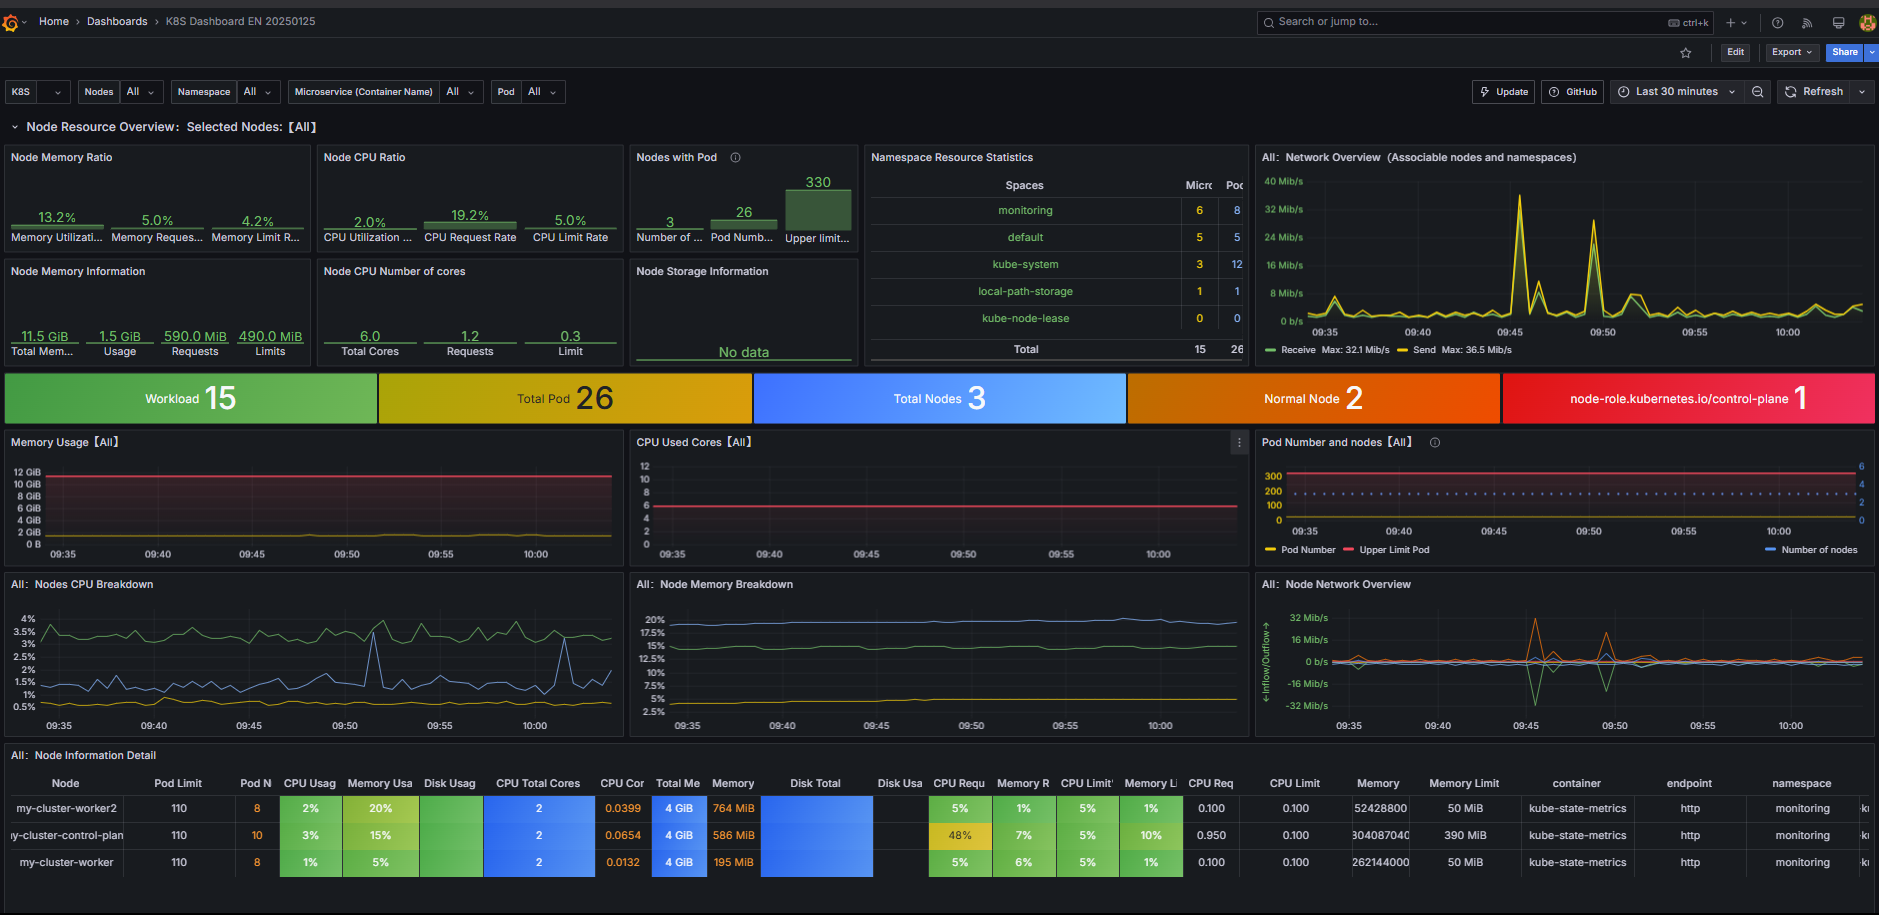 Home › Dashboards › K8S Dashboard EN 20250125
Search or jump to... ctrl+k
Edit Export Share
K8S Nodes All Namespace All Microservice (Container Name) All Pod All Update GitHub Last 30 minutes Refresh
Node Resource Overview：Selected Nodes:【All】
Node Memory Ratio
13.2% 5.0% 4.2%
Memory Utilizati... Memory Reques... Memory Limit R...
Node CPU Ratio
2.0% 19.2% 5.0%
CPU Utilization ... CPU Request Rate CPU Limit Rate
Nodes with Pod
3 26 330
Number of ... Pod Numb... Upper limit...
Node Memory Information
11.5 GiB 1.5 GiB 590.0 MiB 490.0 MiB
Total Mem... Usage Requests Limits
Node CPU Number of cores
6.0 1.2 0.3
Total Cores Requests Limit
Node Storage Information
No data
Namespace Resource Statistics
Spaces Micro Pod
monitoring 6 8
default 5 5
kube-system 3 12
local-path-storage 1 1
kube-node-lease 0 0
Total 15 26
All：Network Overview（Associable nodes and namespaces）
40 Mib/s
32 Mib/s
24 Mib/s
16 Mib/s
8 Mib/s
0 b/s
09:35 09:40 09:45 09:50 09:55 10:00
Receive Max: 32.1 Mib/s Send Max: 36.5 Mib/s
Workload 15
Total Pod 26
Total Nodes 3
Normal Node 2
node-role.kubernetes.io/control-plane 1
Memory Usage【All】
12 GiB
10 GiB
8 GiB
6 GiB
4 GiB
2 GiB
0 B
09:35 09:40 09:45 09:50 09:55 10:00
CPU Used Cores【All】
12
10
8
6
4
2
0
09:35 09:40 09:45 09:50 09:55 10:00
Pod Number and nodes【All】
300
200
100
0
6
4
2
0
09:35 09:40 09:45 09:50 09:55 10:00
Pod Number Upper Limit Pod Number of nodes
All：Nodes CPU Breakdown
4%
3.5%
3%
2.5%
2%
1.5%
1%
0.5%
09:35 09:40 09:45 09:50 09:55 10:00
All：Node Memory Breakdown
20%
17.5%
15%
12.5%
10%
7.5%
5%
2.5%
09:35 09:40 09:45 09:50 09:55 10:00
All：Node Network Overview
←Inflow/Outflow→
32 Mib/s
16 Mib/s
0 b/s
-16 Mib/s
-32 Mib/s
09:35 09:40 09:45 09:50 09:55 10:00
All：Node Information Detail
Node Pod Limit Pod N CPU Usag Memory Usa Disk Usag CPU Total Cores CPU Cor Total Me Memory Disk Total Disk Usa CPU Requ Memory R CPU Limit Memory Li CPU Req CPU Limit Memory Memory Limit container endpoint namespace
my-cluster-worker2 110 8 2% 20% 2 0.0399 4 GiB 764 MiB 5% 1% 5% 1% 0.100 0.100 52428800 50 MiB kube-state-metrics http monitoring
y-cluster-control-plan 110 10 3% 15% 2 0.0654 4 GiB 586 MiB 48% 7% 5% 10% 0.950 0.100 304087040 390 MiB kube-state-metrics http monitoring
my-cluster-worker 110 8 1% 5% 2 0.0132 4 GiB 195 MiB 5% 6% 5% 1% 0.100 0.100 262144000 50 MiB kube-state-metrics http monitoring